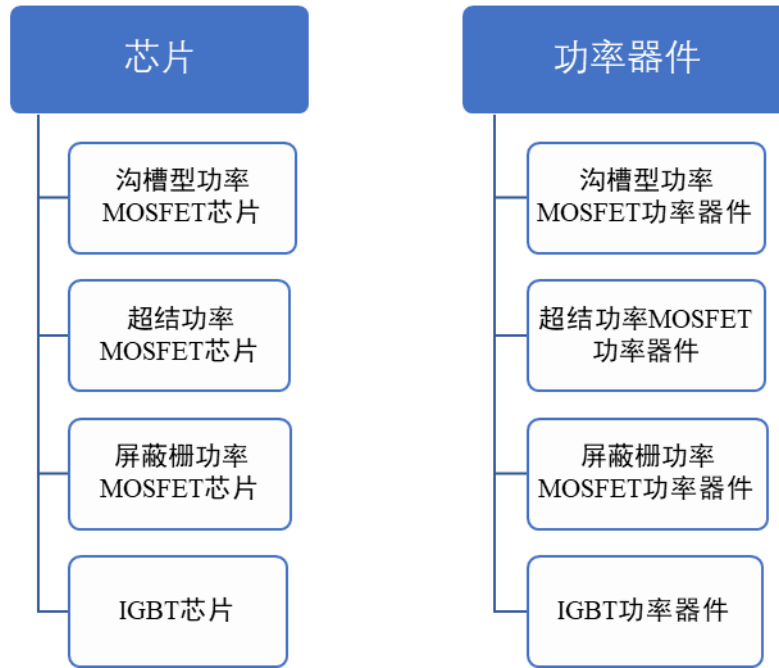 芯片
沟槽型功率
MOSFET芯片
超结功率
MOSFET芯片
屏蔽栅功率
MOSFET芯片
IGBT芯片
功率器件
沟槽型功率
MOSFET功率器件
超结功率MOSFET
功率器件
屏蔽栅功率
MOSFET功率器件
IGBT功率器件